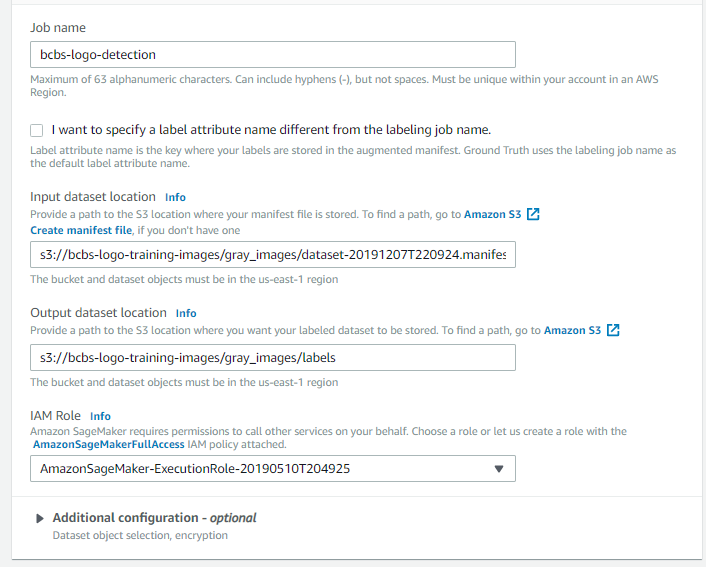 Job name
bcbs-logo-detection
Maximum of 63 alphanumeric characters. Can include hyphens (-), but not spaces. Must be unique within your account in an AWS
Region.
I want to specify a label attribute name different from the labeling job name.
Label attribute name is the key where your labels are stored in the augmented manifest. Ground Truth uses the labeling job name as
the default label attribute name.
Input dataset location Info
Provide a path to the S3 location where your manifest file is stored. To find a path, go to Amazon S3
Create manifest file, if you don't have one
s3://bcbs-logo-training-images/gray_images/dataset-20191207T220924.manifes
The bucket and dataset objects must be in the us-east-1 region
Output dataset location Info
Provide a path to the S3 location where you want your labeled dataset to be stored. To find a path, go to Amazon S3
s3://bcbs-logo-training-images/gray_images/labels
The bucket and dataset objects must be in the us-east-1 region
IAM Role Info
Amazon SageMaker requires permissions to call other services on your behalf. Choose a role or let us create a role with the
AmazonSageMakerFullAccess IAM policy attached.
AmazonSageMaker-ExecutionRole-20190510T204925
Additional configuration - optional
Dataset object selection, encryption